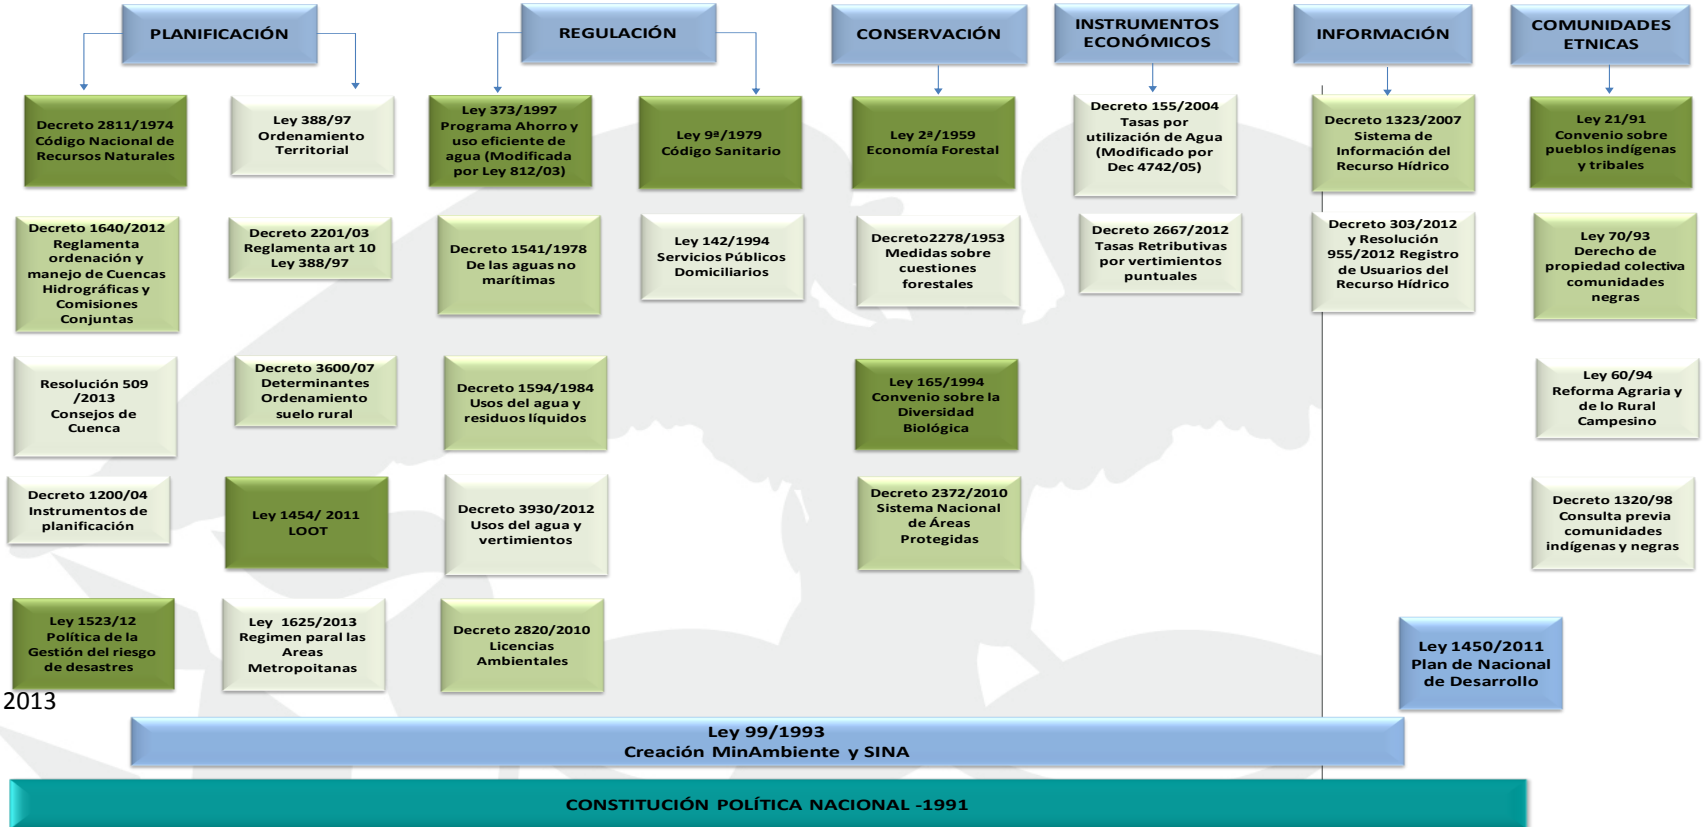 PLANIFICACIÓN
REGULACIÓN
CONSERVACIÓN
INSTRUMENTOS
ECONÓMICOS
INFORMACIÓN
COMUNIDADES
ETNICAS
Decreto 2811/1974
Código Nacional de
Recursos Naturales
Ley 388/97
Ordenamiento
Territorial
Ley 373/1997
Programa Ahorro y
uso eficiente de
agua (Modificada
por Ley 812/03)
Ley 9ª/1979
Código Sanitario
Ley 2ª/1959
Economía Forestal
Decreto 155/2004
Tasas por
utilización de Agua
(Modificado por
Dec 4742/05)
Decreto 1323/2007
Sistema de
Información del
Recurso Hídrico
Ley 21/91
Convenio sobre
pueblos indígenas
y tribales
Decreto 1640/2012
Reglamenta
ordenación y
manejo de Cuencas
Hidrográficas y
Comisiones
Conjuntas
Decreto 2201/03
Reglamenta art 10
Ley 388/97
Decreto 1541/1978
De las aguas no
marítimas
Ley 142/1994
Servicios Públicos
Domiciliarios
Decreto2278/1953
Medidas sobre
cuestiones
forestales
Decreto 2667/2012
Tasas Retributivas
por vertimientos
puntuales
Decreto 303/2012
y Resolución
955/2012 Registro
de Usuarios del
Recurso Hídrico
Ley 70/93
Derecho de
propiedad colectiva
comunidades
negras
Resolución 509
/2013
Consejos de
Cuenca
Decreto 3600/07
Determinantes
Ordenamiento
suelo rural
Decreto 1594/1984
Usos del agua y
residuos líquidos
Ley 165/1994
Convenio sobre la
Diversidad
Biológica
Ley 60/94
Reforma Agraria y
de lo Rural
Campesino
Decreto 1200/04
Instrumentos de
planificación
Ley 1454/ 2011
LOOT
Decreto 3930/2012
Usos del agua y
vertimientos
Decreto 2372/2010
Sistema Nacional
de Áreas
Protegidas
Decreto 1320/98
Consulta previa
comunidades
indígenas y negras
Ley 1523/12
Política de la
Gestión del riesgo
de desastres
Ley 1625/2013
Regimen paral las
Areas
Metropoitanas
Decreto 2820/2010
Licencias
Ambientales
Ley 1450/2011
Plan de Nacional
de Desarrollo
2013
Ley 99/1993
Creación MinAmbiente y SINA
CONSTITUCIÓN POLÍTICA NACIONAL -1991